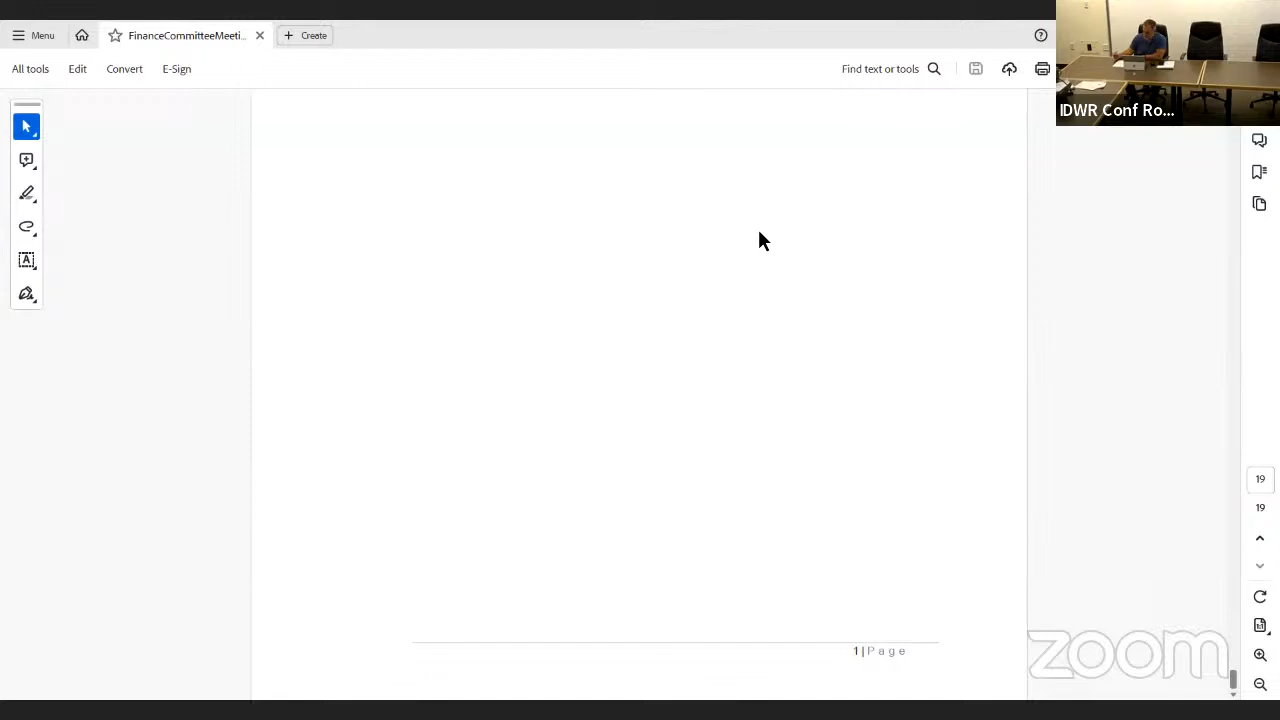 Menu
FinanceCommitteeMeeti...
Create
All tools
Edit
Convert
E-Sign
Find text or tools
IDWR Conf Ro...
19
19
1 | Page
zoom